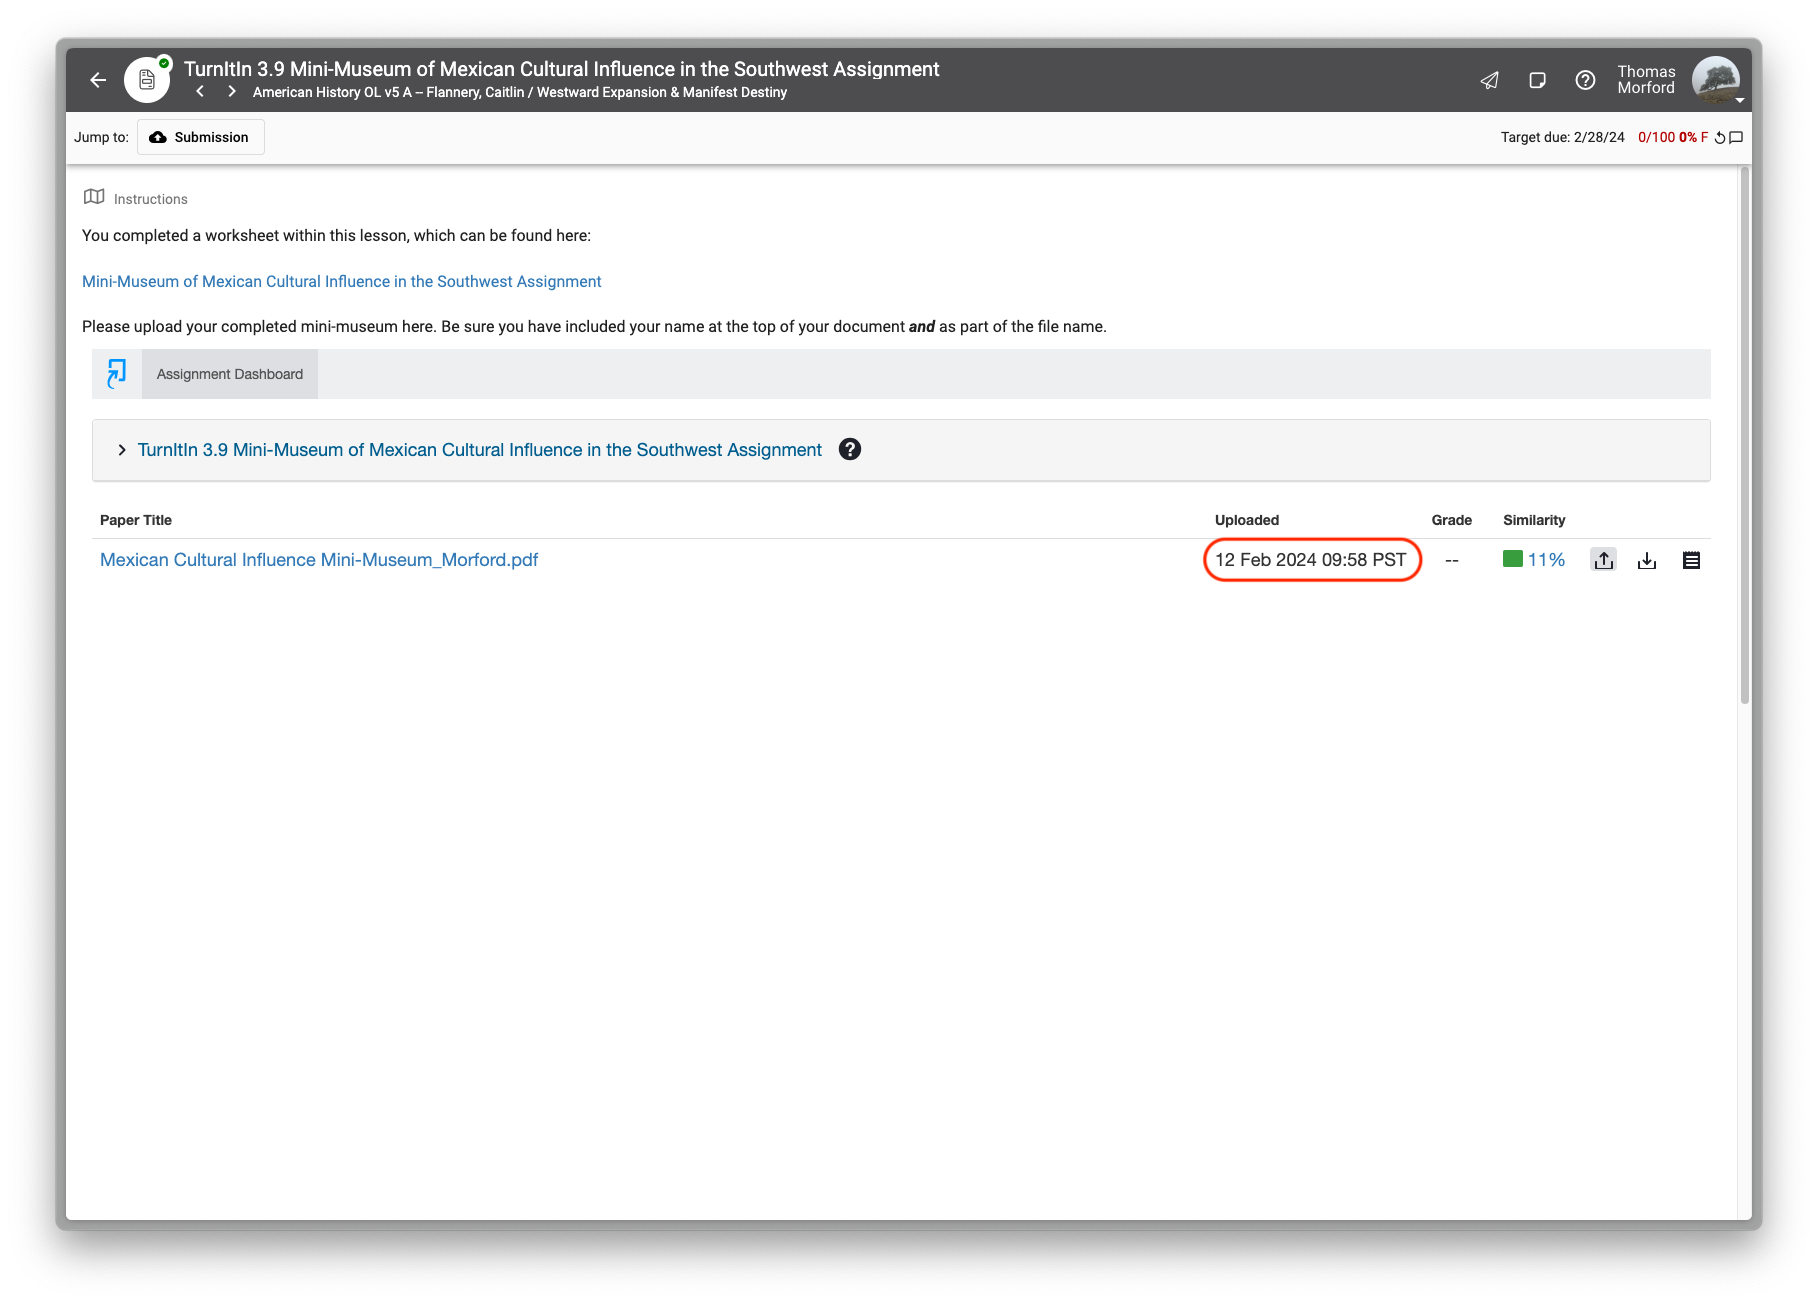 TurnItIn 3.9 Mini-Museum of Mexican Cultural Influence in the Southwest Assignment
American History OL v5 A – Flannery, Caitlin / Westward Expansion & Manifest Destiny
Thomas
Morford
Jump to:
Submission
Target due: 2/28/24 0/100 0% F
Instructions
You completed a worksheet within this lesson, which can be found here:
Mini-Museum of Mexican Cultural Influence in the Southwest Assignment
Please upload your completed mini-museum here. Be sure you have included your name at the top of your document and as part of the file name.
Assignment Dashboard
TurnItIn 3.9 Mini-Museum of Mexican Cultural Influence in the Southwest Assignment
Paper Title Uploaded Grade Similarity
Mexican Cultural Influence Mini-Museum_Morford.pdf 12 Feb 2024 09:58 PST -- 11%